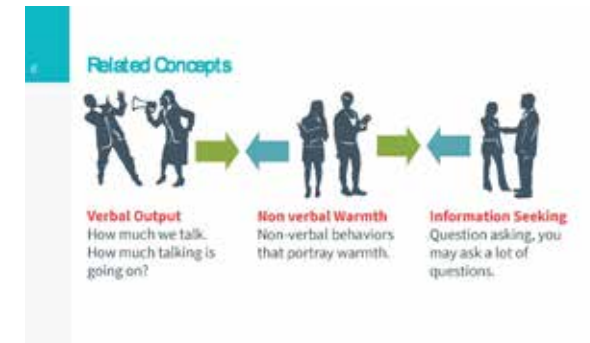 Related Concepts
Verbal Output
How much we talk.
How much talking is
going on?
Non verbal Warmth
Non-verbal behaviors
that portray warmth.
Information Seeking
Question asking, you
may ask a lot of
questions.